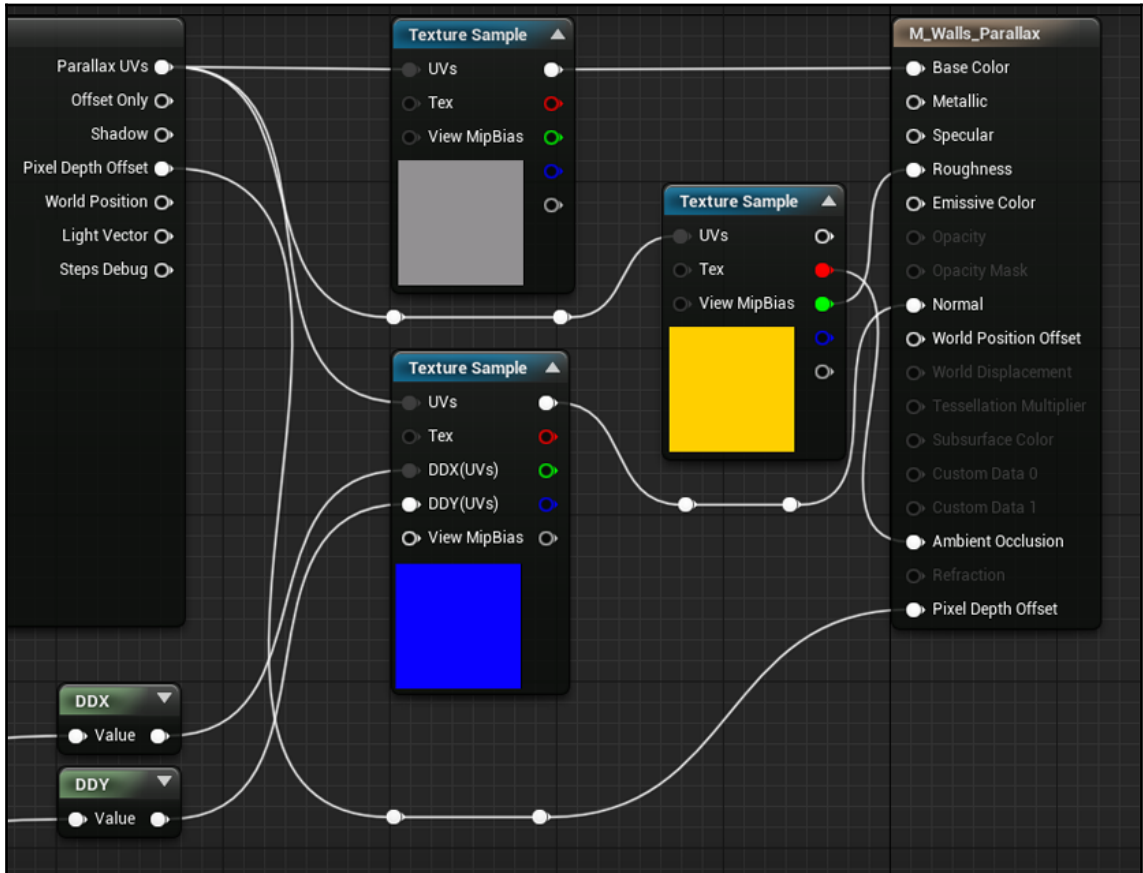 Parallax UVs
Offset Only
Shadow
Pixel Depth Offset
World Position
Light Vector
Steps Debug
Texture Sample
UVs
Tex
View MipBias
Texture Sample
UVs
Tex
DDX(UVs)
DDY(UVs)
View MipBias
DDX
Value
DDY
Value
Texture Sample
UVs
Tex
View MipBias
M_Walls_Parallax
Base Color
Metallic
Specular
Roughness
Emissive Color
Opacity
Opacity Mask
Normal
World Position Offset
World Displacement
Tessellation Multiplier
Subsurface Color
Custom Data 0
Custom Data 1
Ambient Occlusion
Refraction
Pixel Depth Offset